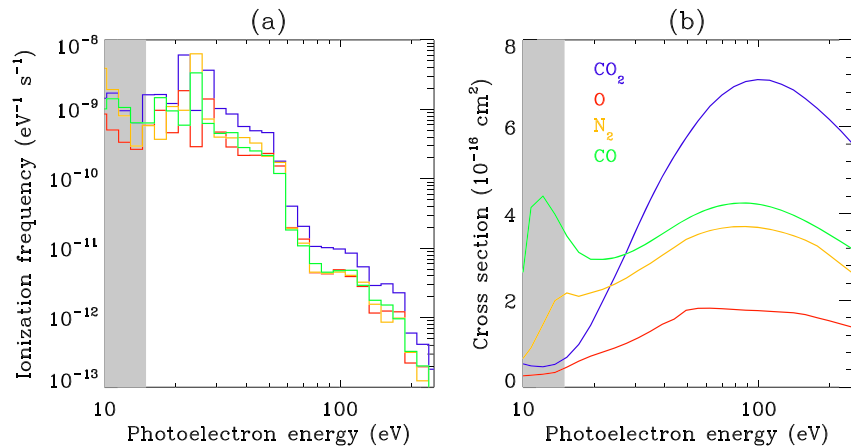 (a)
Ionization frequency (eV⁻¹ s⁻¹)
10⁻⁸
10⁻⁹
10⁻¹⁰
10⁻¹¹
10⁻¹²
10⁻¹³
10
100
Photoelectron energy (eV)
(b)
Cross section (10⁻¹⁶ cm²)
8
6
4
2
0
CO₂
O
N₂
CO
10
100
Photoelectron energy (eV)